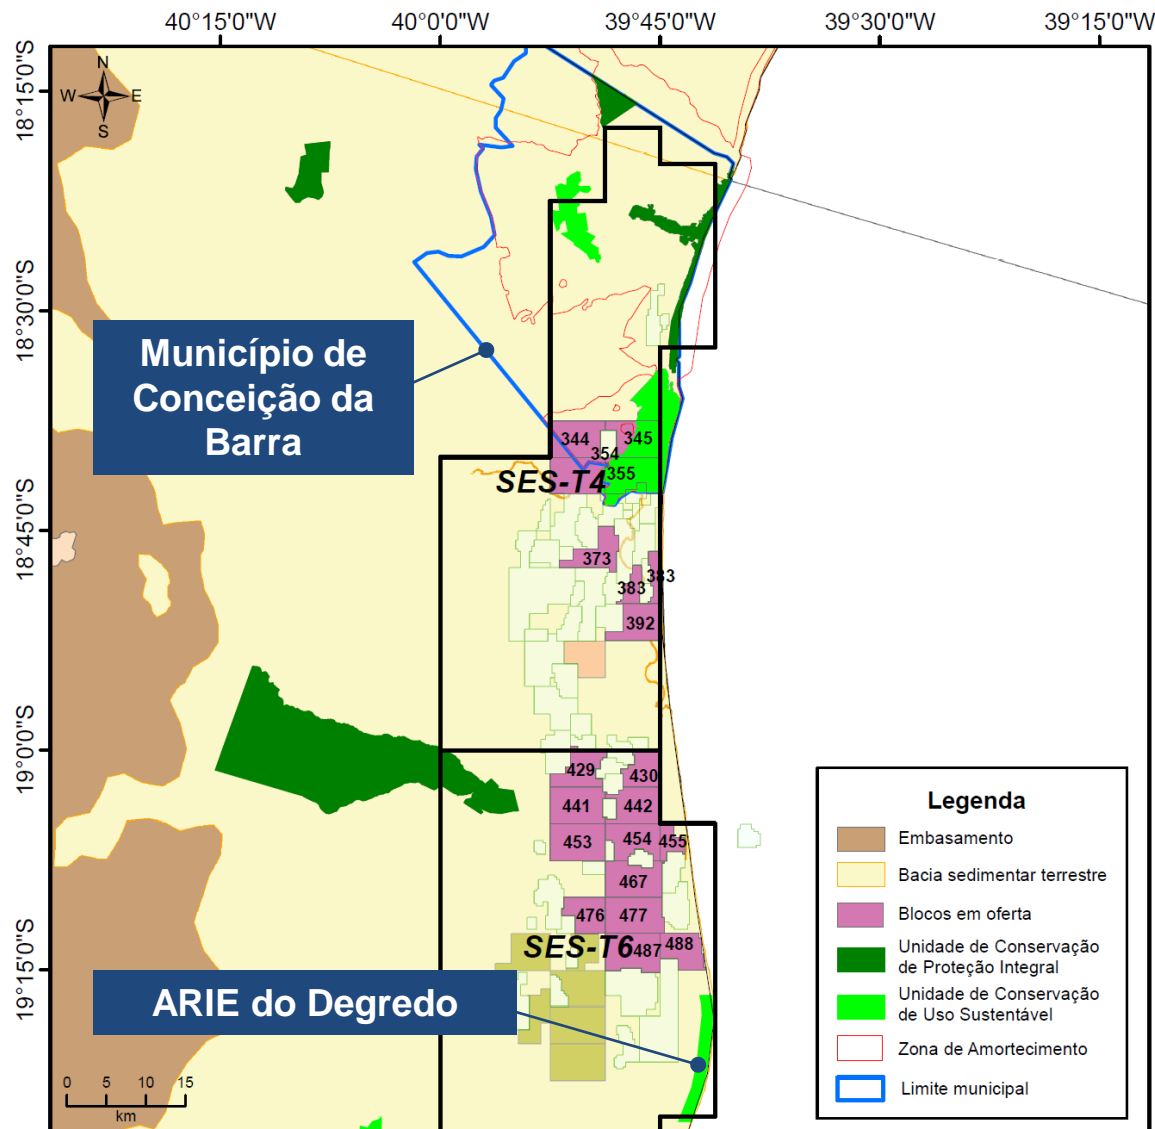 40°15'0"W
40°00'0"W
39°45'0"W
39°30'0"W
39°15'0"W
18°15'0"S
18°30'0"S
18°45'0"S
19°0'0"S
19°15'0"S
N
W
E
S
Município de
Conceição da
Barra
344
345
354
355
SES-T4
373
383
383
392
429
430
441
442
453
454
455
467
476
477
SES-T6
487
488
ARIE do Degredo
0 5 10 15
km
Legenda
Embasamento
Bacia sedimentar terrestre
Blocos em oferta
Unidade de Conservação
de Proteção Integral
Unidade de Conservação
de Uso Sustentável
Zona de Amortecimento
Limite municipal